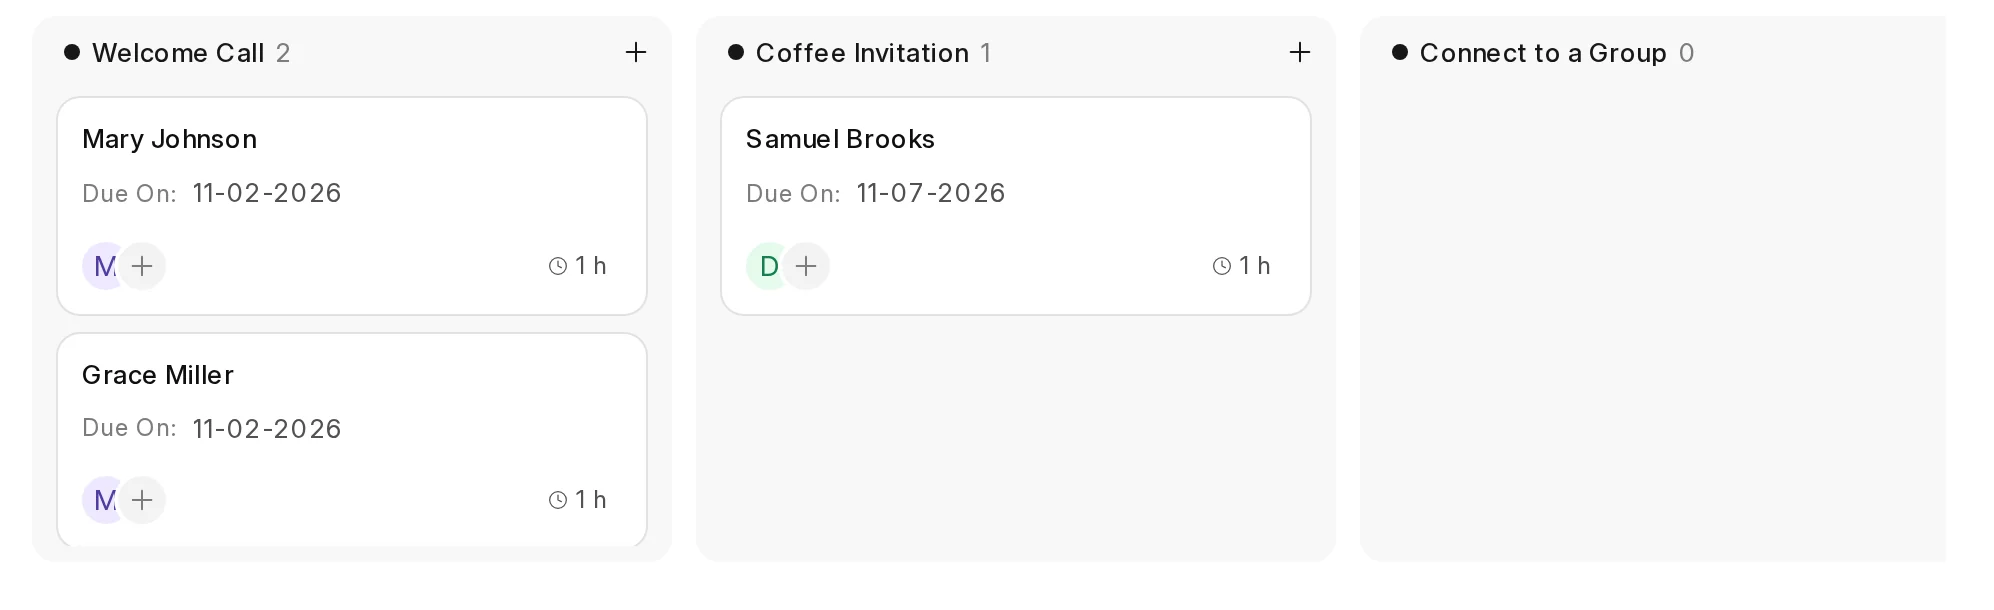 Welcome Call 2
Mary Johnson
Due On: 11-02-2026
M
1 h
Grace Miller
Due On: 11-02-2026
M
1 h
Coffee Invitation 1
Samuel Brooks
Due On: 11-07-2026
D
1 h
Connect to a Group 0